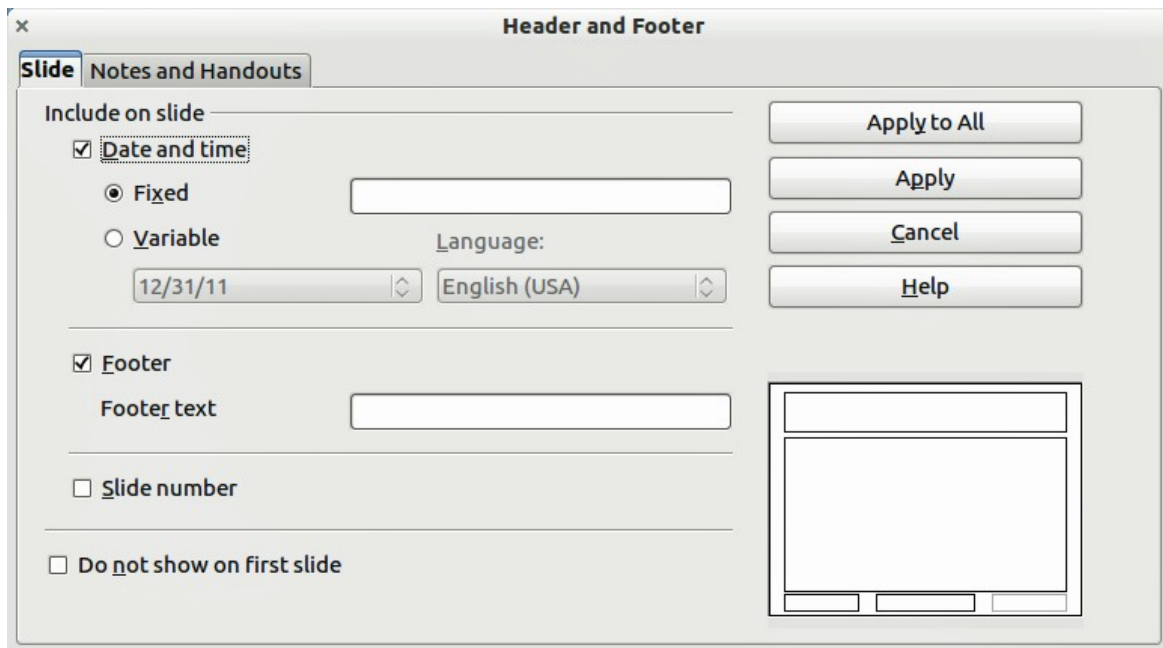 Header and Footer
Slide
Notes and Handouts
Include on slide
Date and time
Fixed
Variable
Language:
12/31/11
English (USA)
Footer
Footer text
Slide number
Do not show on first slide
Apply to All
Apply
Cancel
Help